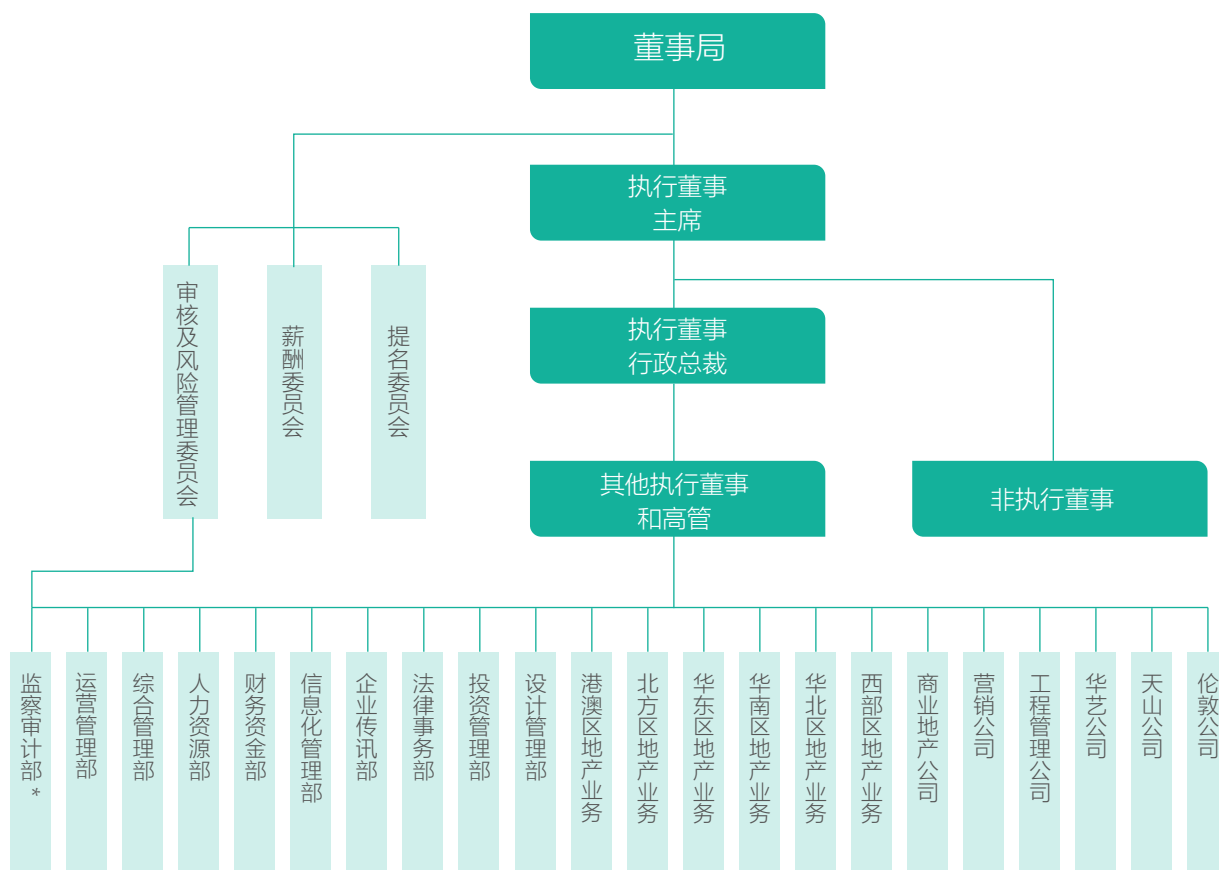 董事局
执行董事
主席
执行董事
行政总裁
其他执行董事
和高管
非执行董事
审核及风险管理委员会
薪酬委员会
提名委员会
监察审计部*
运营管理部
综合管理部
人力资源部
财务资金部
信息化管理部
企业传讯部
法律事务部
投资管理部
设计管理部
港澳区地产业务
北方区地产业务
华东区地产业务
华南区地产业务
华北区地产业务
西部区地产业务
商业地产公司
营销公司
工程管理公司
华艺公司
天山公司
伦敦公司